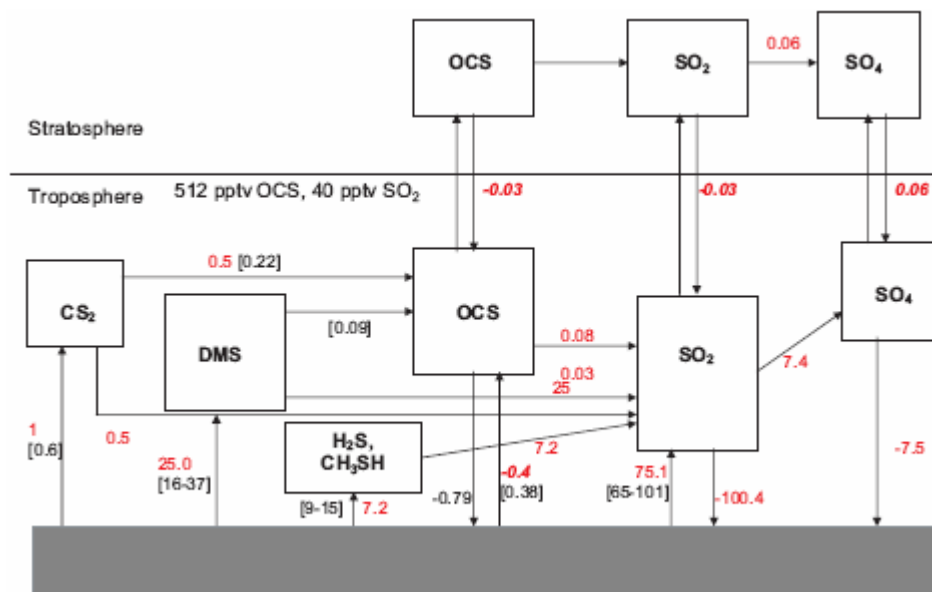 OCS
SO₂
0.06
SO₄
Stratosphere
-0.03
-0.03
0.06
Troposphere
512 pptv OCS, 40 pptv SO₂
0.5 [0.22]
CS₂
[0.09]
OCS
SO₄
DMS
0.08
SO₂
0.03
25
7.4
1
[0.6]
0.5
H₂S,
CH₃SH
7.2
25.0
[16-37]
-0.4
[0.38]
75.1
[65-101]
-7.5
[9-15]
7.2
-0.79
-100.4